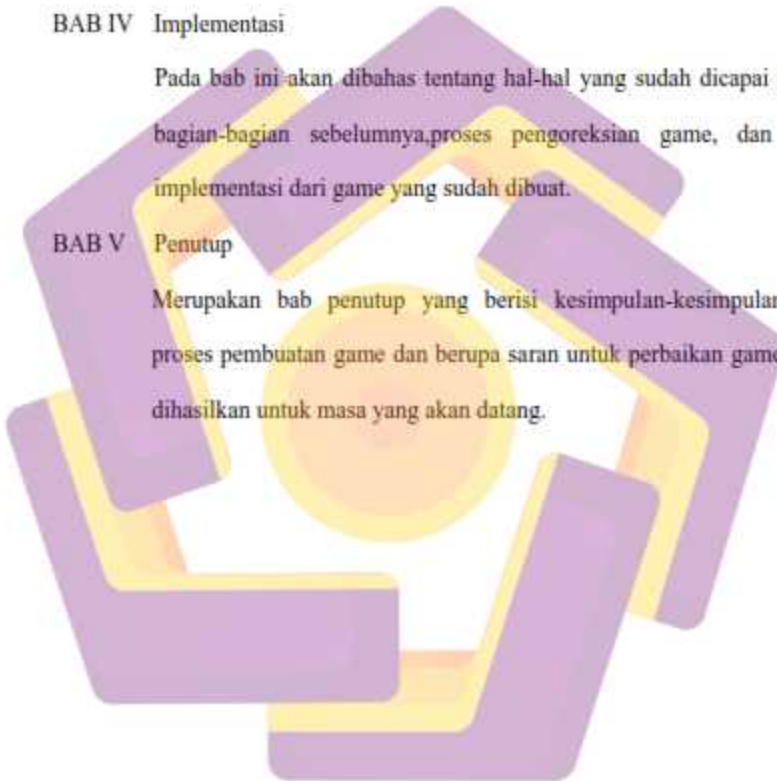 BAB IV Implementasi
Pada bab ini akan dibahas tentang hal-hal yang sudah dicapai
bagian-bagian sebelumnya,proses pengoreksian game, dan
implementasi dari game yang sudah dibuat.
BAB V Penutup
Merupakan bab penutup yang berisi kesimpulan-kesimpulan
proses pembuatan game dan berupa saran untuk perbaikan game
dihasilkan untuk masa yang akan datang.